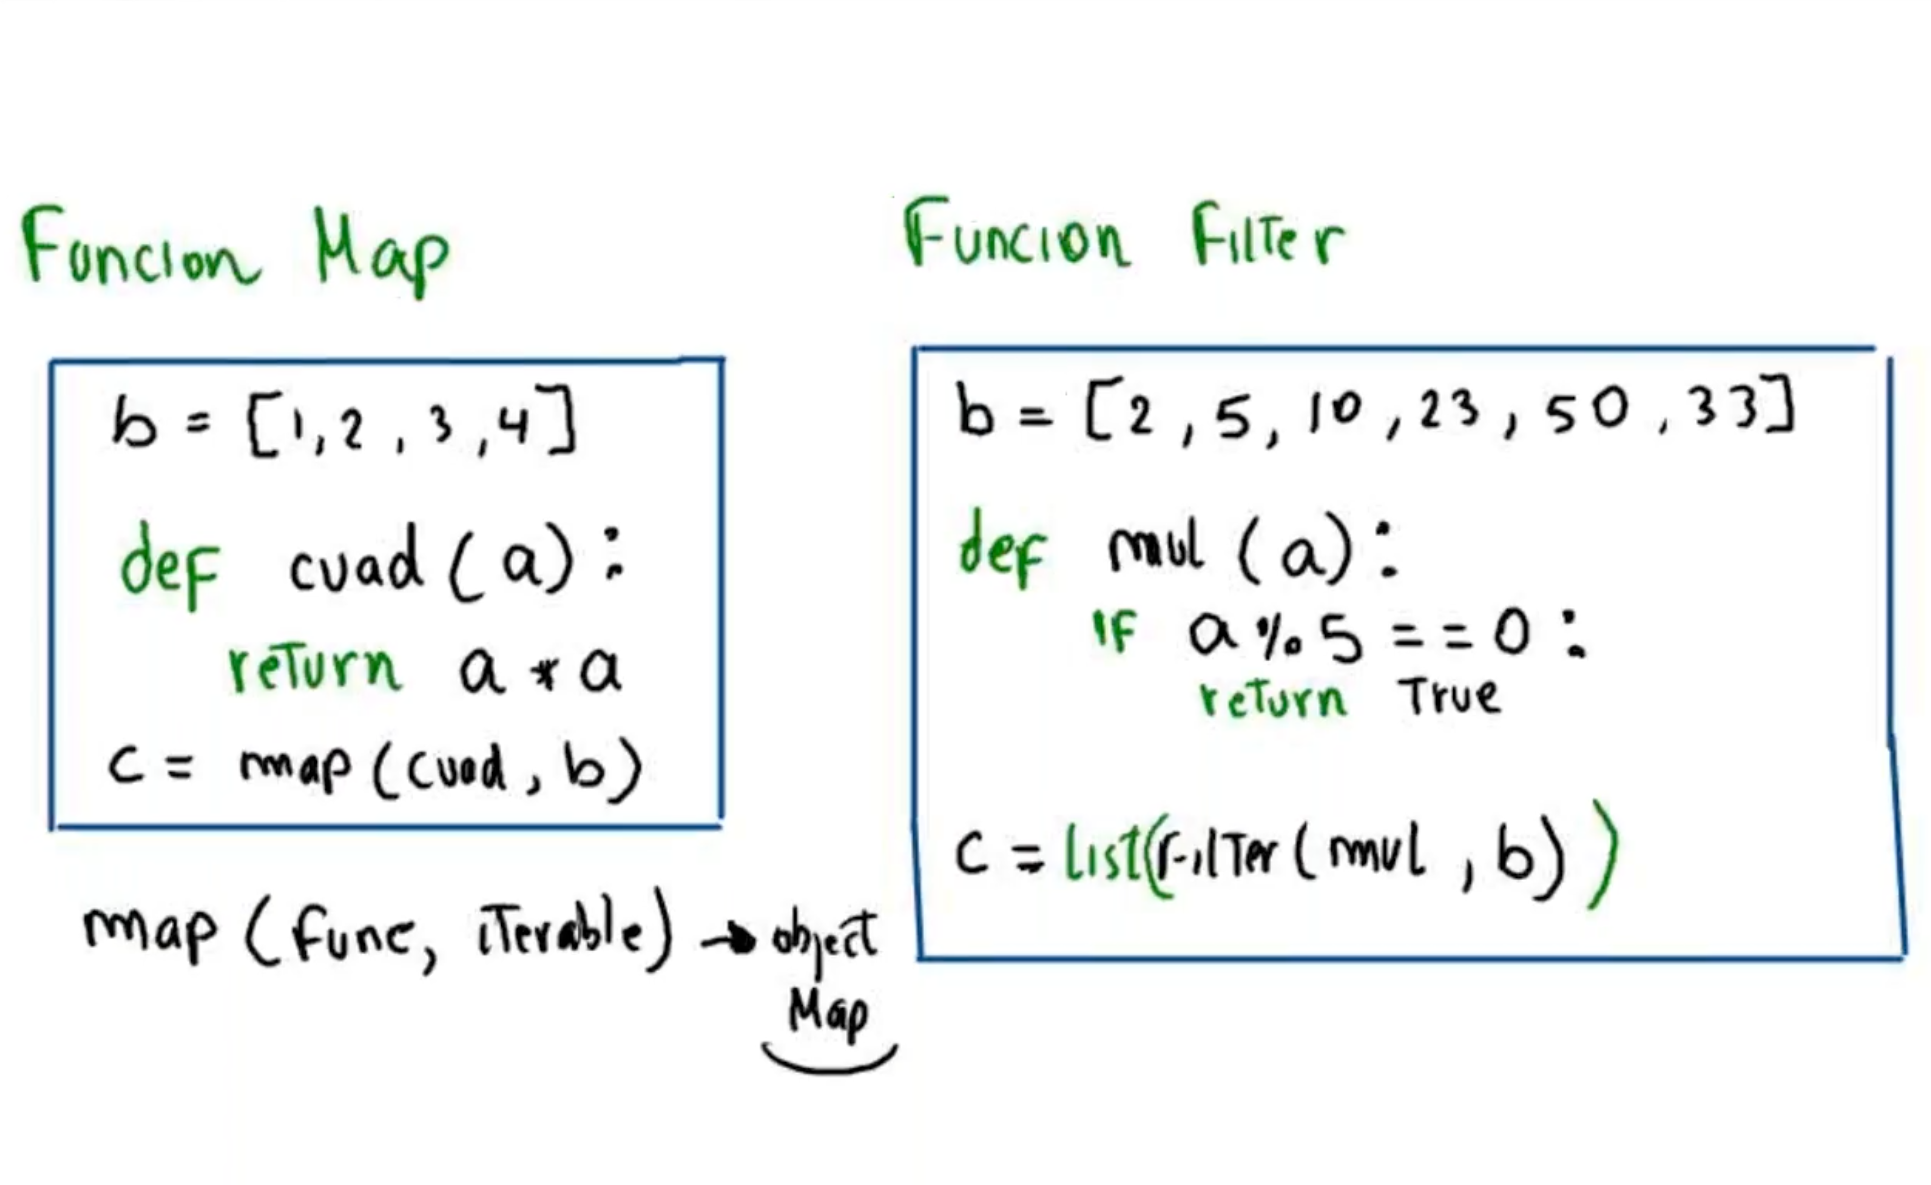 Funcion Map
b = [1,2,3,4]
def cuad(a):
return a * a
c = map(cuad, b)
map (func, iTerable) → object
Map
Funcion Filter
b = [2, 5, 10, 23, 50, 33]
def mul (a):
IF a % 5 == 0:
return True
c = list(FilTer(mul, b))